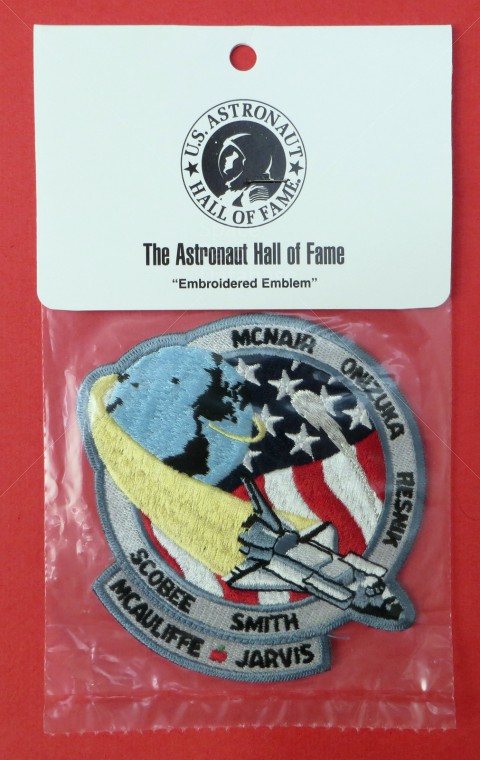 U.S. ASTRONAUT
HALL OF FAME
The Astronaut Hall of Fame
"Embroidered Emblem"
MCNAIR ONIZUKA RESNIK
SCOBEE SMITH
MCAULIFFE JARVIS